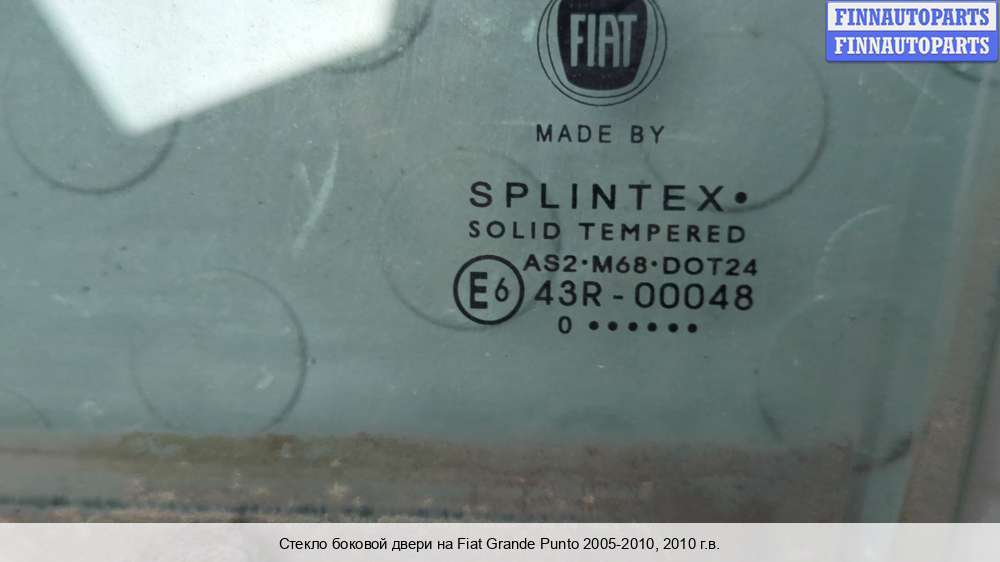 FINNAUTOPARTS
FINNAUTOPARTS
FIAT
MADE BY
SPLINTEX•
SOLID TEMPERED
AS2•M68•DOT24
E6 43R-00048
0 ••••••
Стекло боковой двери на Fiat Grande Punto 2005-2010, 2010 г.в.